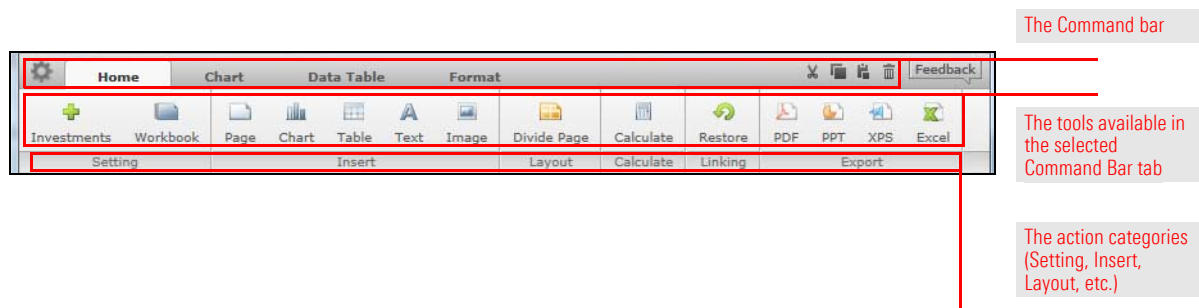 The Command bar
Home Chart Data Table Format Feedback
Investments Workbook Page Chart Table Text Image Divide Page Calculate Restore PDF PPT XPS Excel
Setting Insert Layout Calculate Linking Export
The tools available in
the selected
Command Bar tab
The action categories
(Setting, Insert,
Layout, etc.)